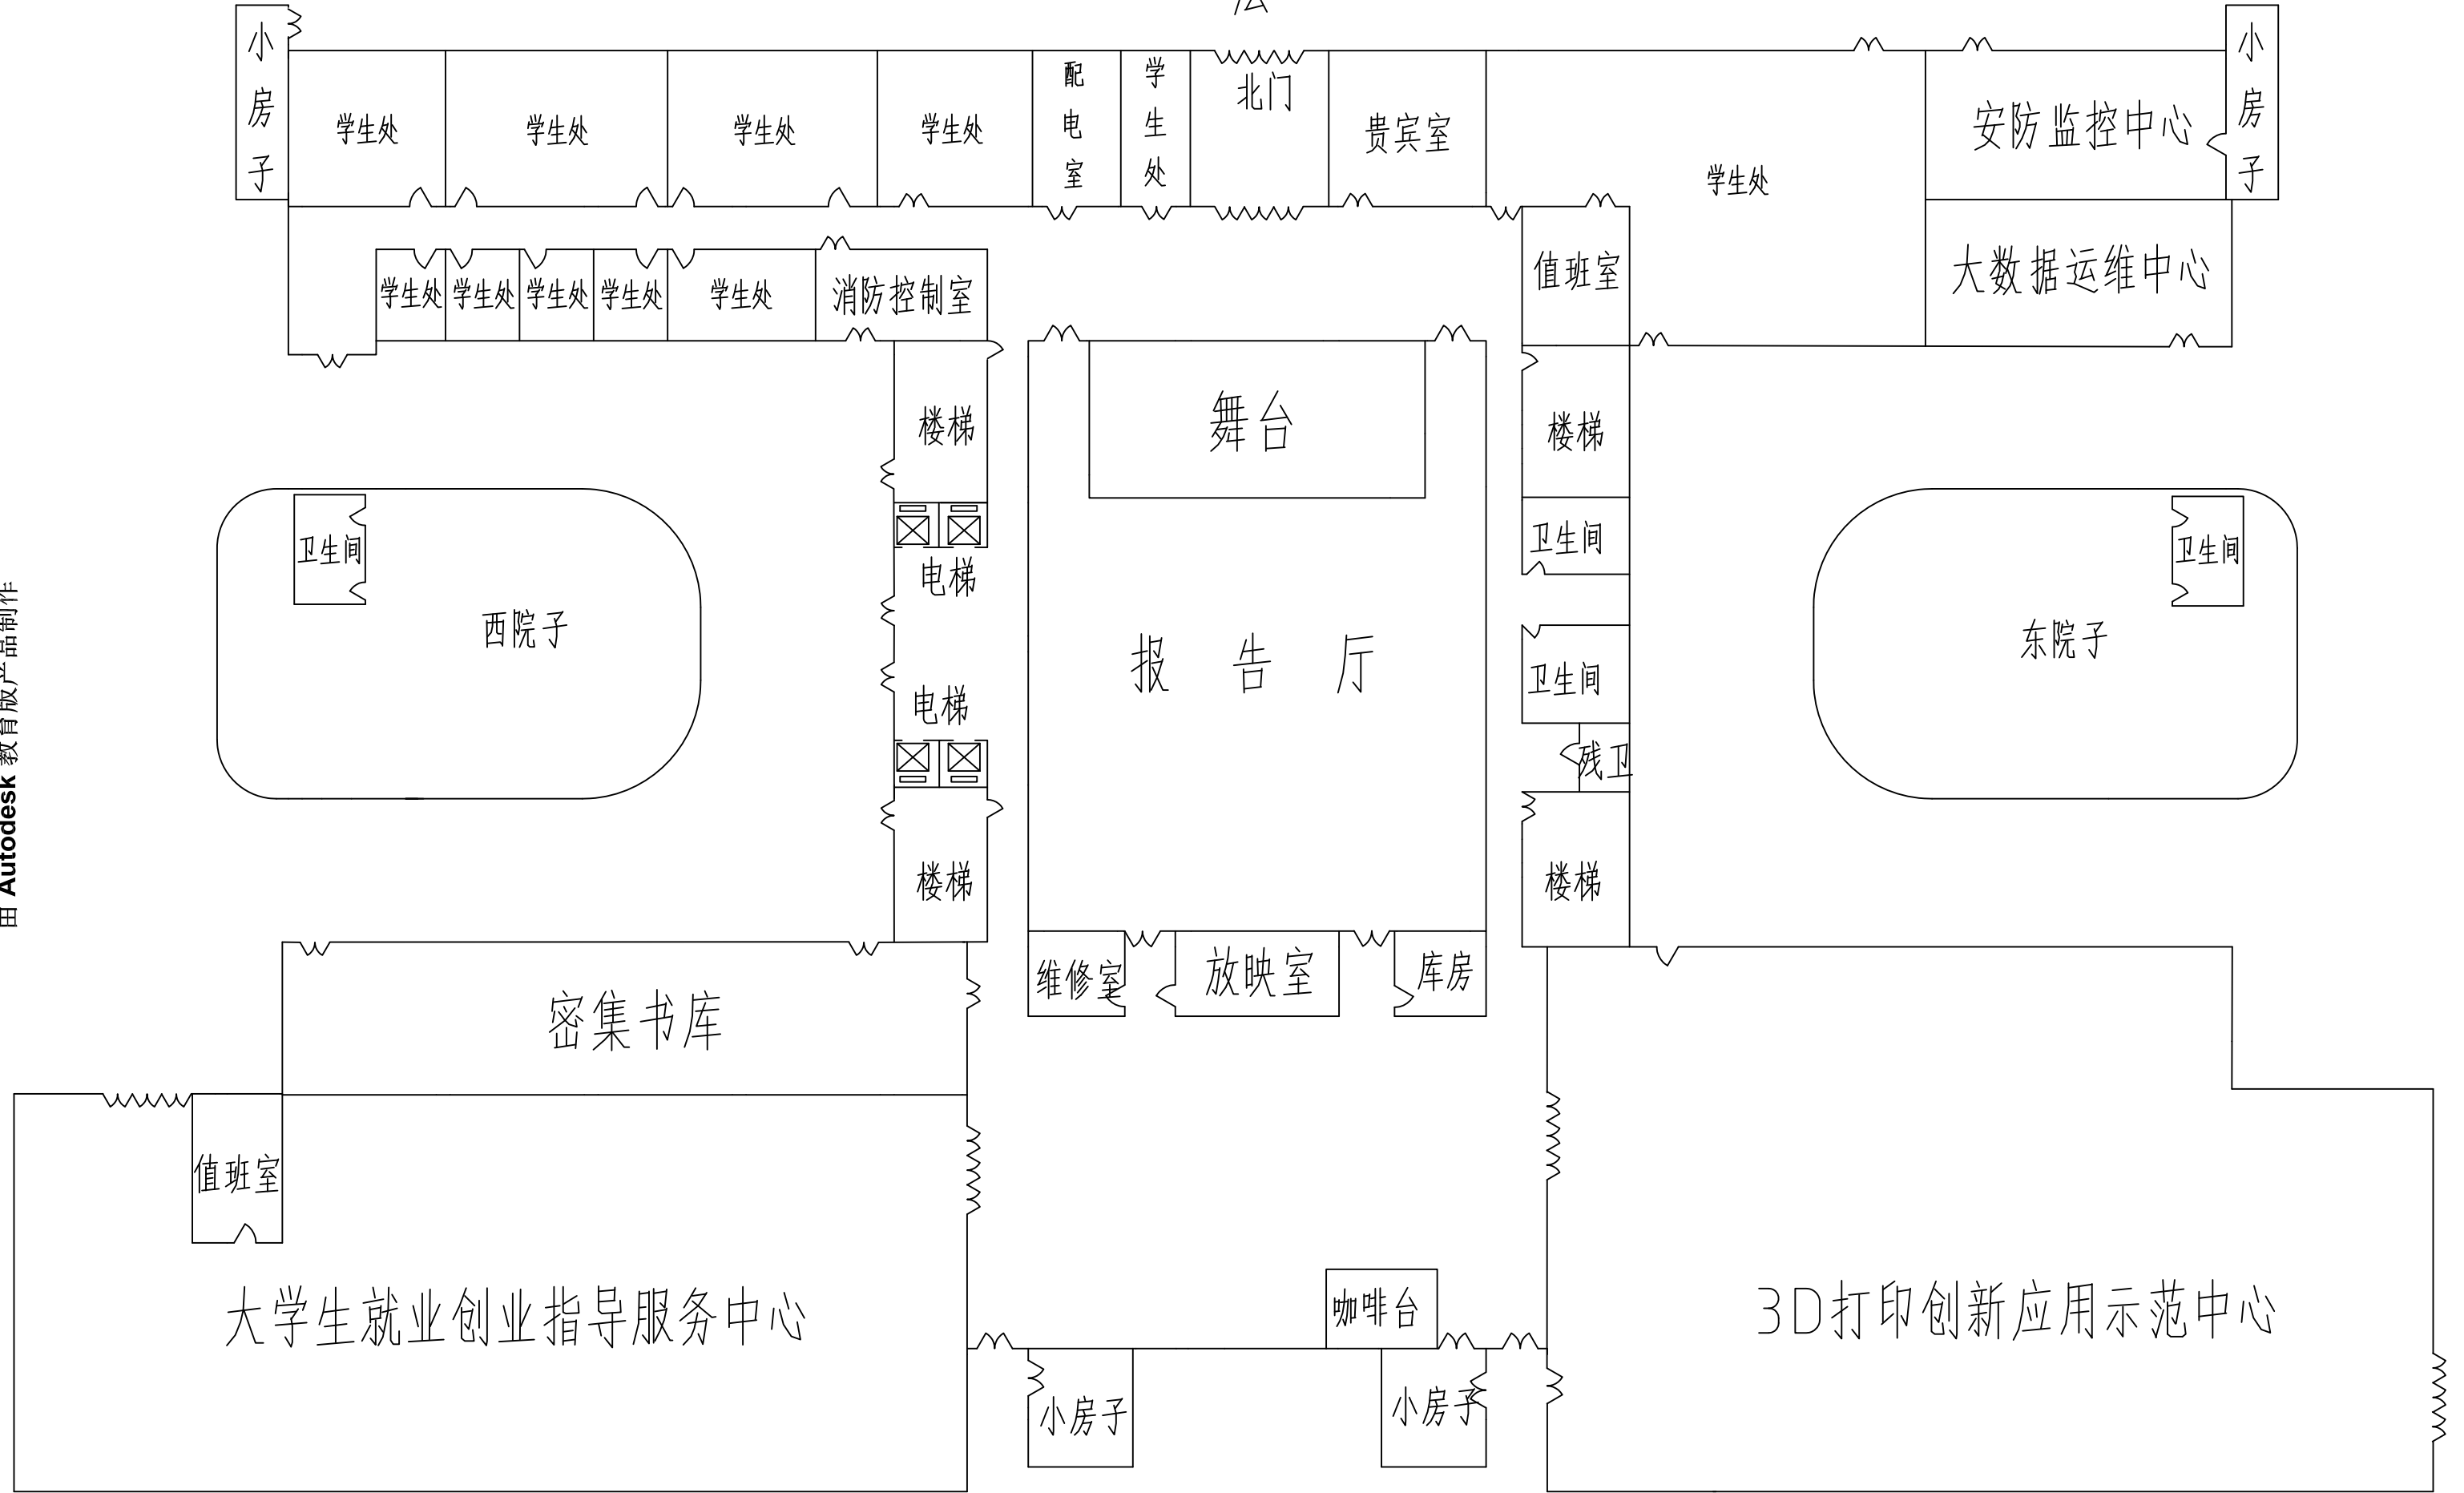 小房子
学生处
学生处
学生处
学生处
配电室
学生处
北门
贵宾室
学生处
安防监控中心
小房子
学生处
学生处
学生处
学生处
学生处
消防控制室
值班室
大数据运维中心
楼梯
舞台
楼梯
卫生间
西院子
电梯
电梯
报告厅
卫生间
卫生间
残卫
卫生间
东院子
楼梯
楼梯
密集书库
维修室
放映室
库房
值班室
大学生就业创业指导服务中心
咖啡台
3D打印创新应用示范中心
小房子
小房子
由 Autodesk 教育版产品制作